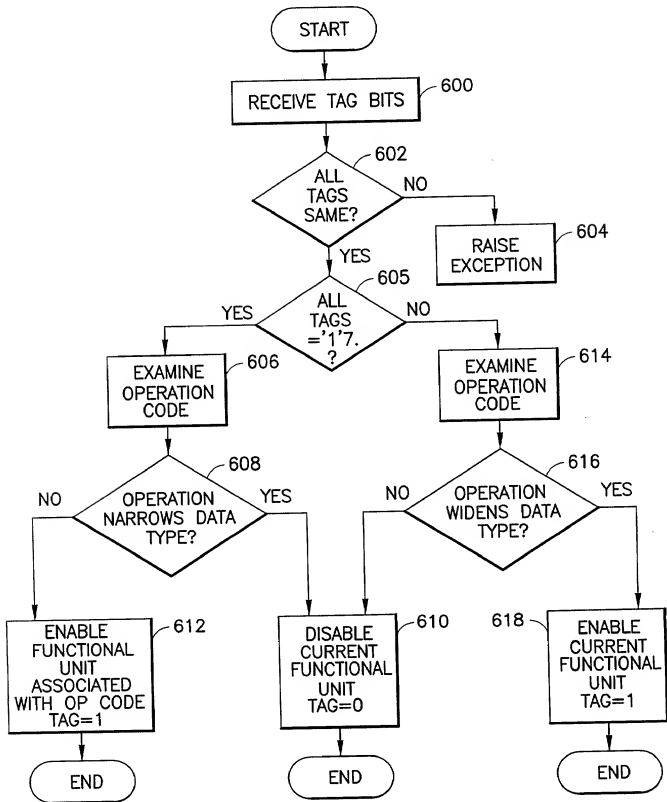 START
RECEIVE TAG BITS
600
602
ALL
TAGS
SAME?
NO
604
RAISE
EXCEPTION
YES
605
ALL
TAGS
='1'7.
?
YES
NO
606
EXAMINE
OPERATION
CODE
614
EXAMINE
OPERATION
CODE
608
OPERATION
NARROWS DATA
TYPE?
NO
YES
616
OPERATION
WIDENS DATA
TYPE?
NO
YES
612
ENABLE
FUNCTIONAL
UNIT
ASSOCIATED
WITH OP CODE
TAG=1
610
DISABLE
CURRENT
FUNCTIONAL
UNIT
TAG=0
618
ENABLE
CURRENT
FUNCTIONAL
UNIT
TAG=1
END
END
END